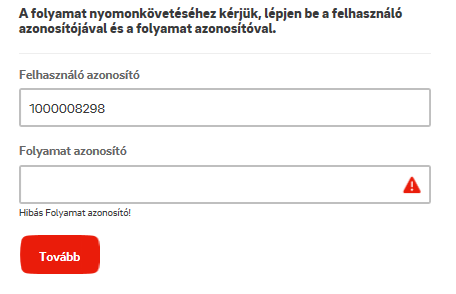 A folyamat nyomonkövetéséhez kérjük, lépjen be a felhasználó
azonosítójával és a folyamat azonosítóval.
Felhasználó azonosító
1000008298
Folyamat azonosító
Hibás Folyamat azonosító!
Tovább